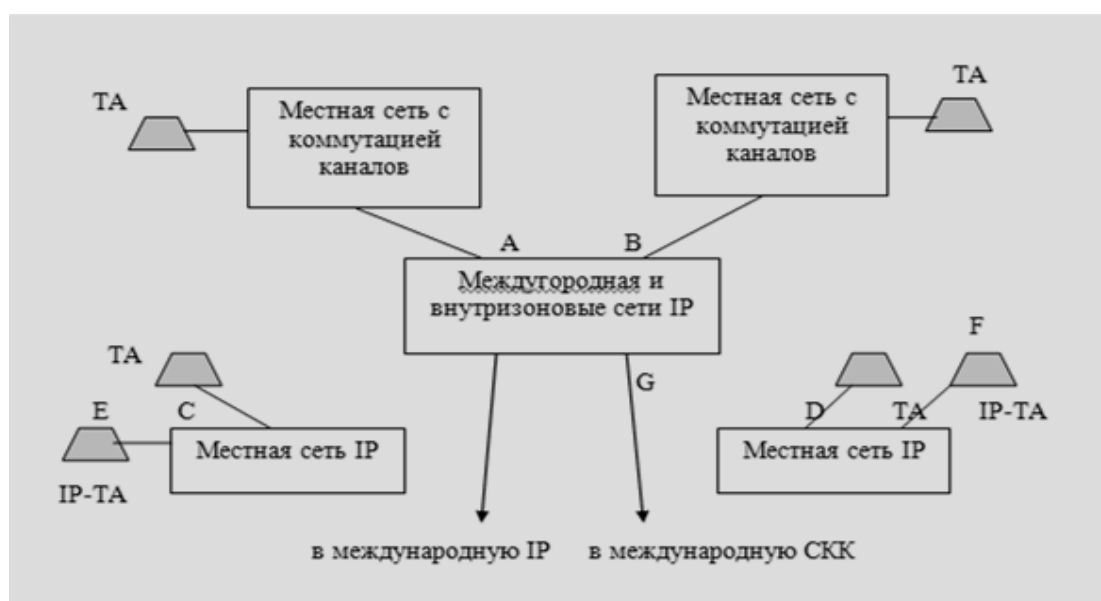 ТА
Местная сеть с
коммутацией
каналов
Местная сеть с
коммутацией
каналов
ТА
A
B
Междугородная и
внутризоновые сети IP
ТА
E
C
Местная сеть IP
IP-ТА
G
F
D
ТА
IP-ТА
Местная сеть IP
в международную IP
в международную СКК